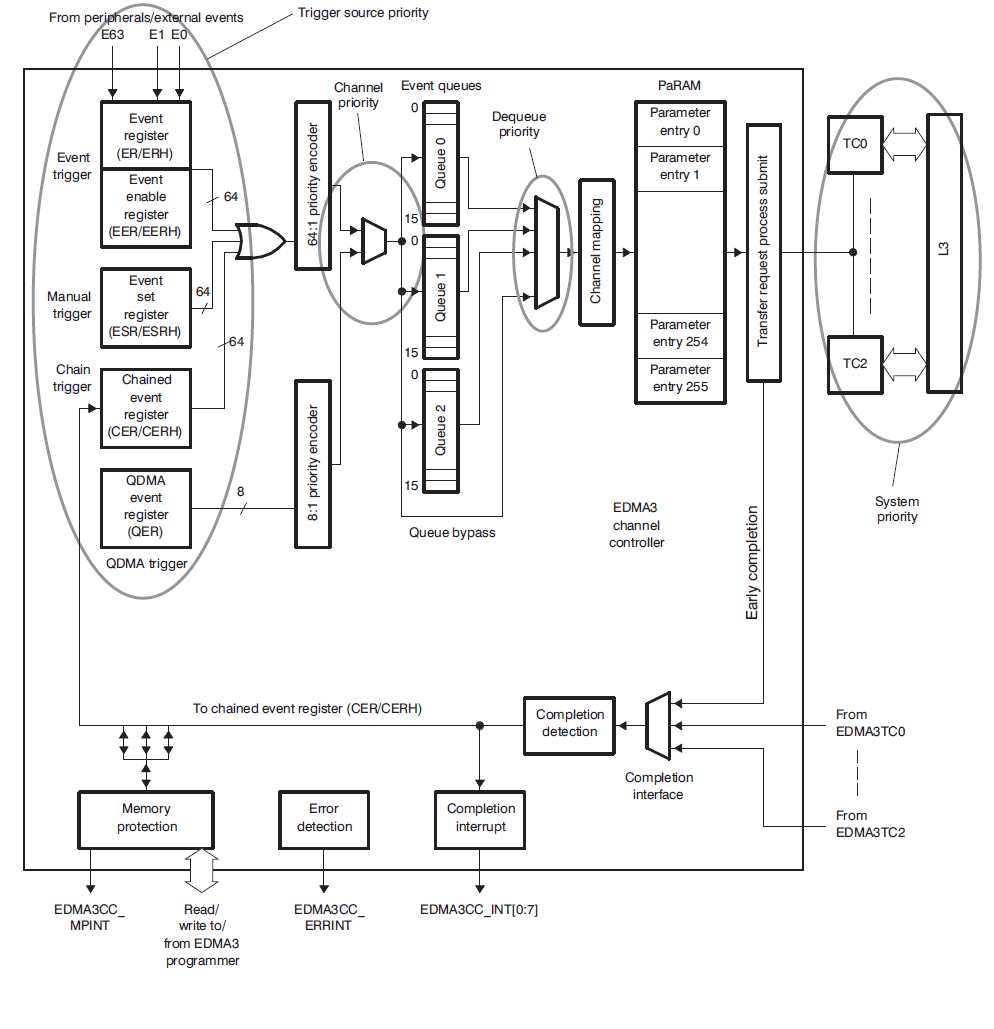 From peripherals/external events
E63
E1 E0
Trigger source priority
Event
register
(ER/ERH)
Event
trigger
Event
enable
register
(EER/EERH)
64
Manual
trigger
Event
set
register
(ESR/ESRH)
64
64
Chain
trigger
Chained
event
register
(CER/CERH)
QDMA
event
register
(QER)
8
QDMA trigger
64:1 priority encoder
8:1 priority encoder
Channel
priority
Event queues
0
Queue 0
15
0
Queue 1
15
0
Queue 2
15
Queue bypass
Dequeue
priority
Channel mapping
PaRAM
Parameter
entry 0
Parameter
entry 1
Parameter
entry 254
Parameter
entry 255
Transfer request process submit
EDMA3
channel
controller
Early completion
TC0
TC2
L3
System
priority
To chained event register (CER/CERH)
Completion
detection
Completion
interface
From
EDMA3TC0
From
EDMA3TC2
Memory
protection
Error
detection
Completion
interrupt
EDMA3CC_
MPINT
Read/
write to/
from EDMA3
programmer
EDMA3CC_
ERRINT
EDMA3CC_INT[0:7]